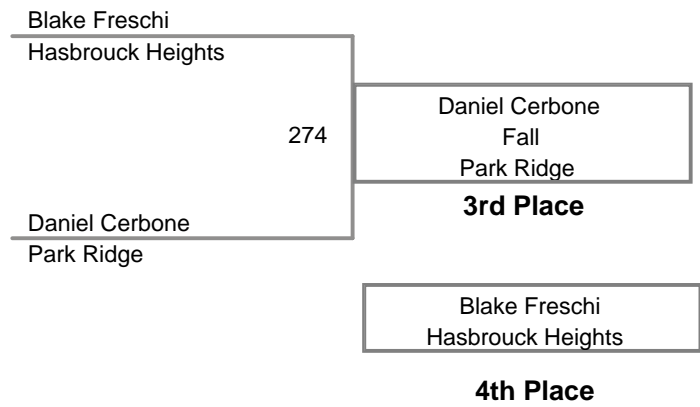 Blake Freschi
Hasbrouck Heights
274
Daniel Cerbone
Fall
Park Ridge
3rd Place
Daniel Cerbone
Park Ridge
Blake Freschi
Hasbrouck Heights
4th Place